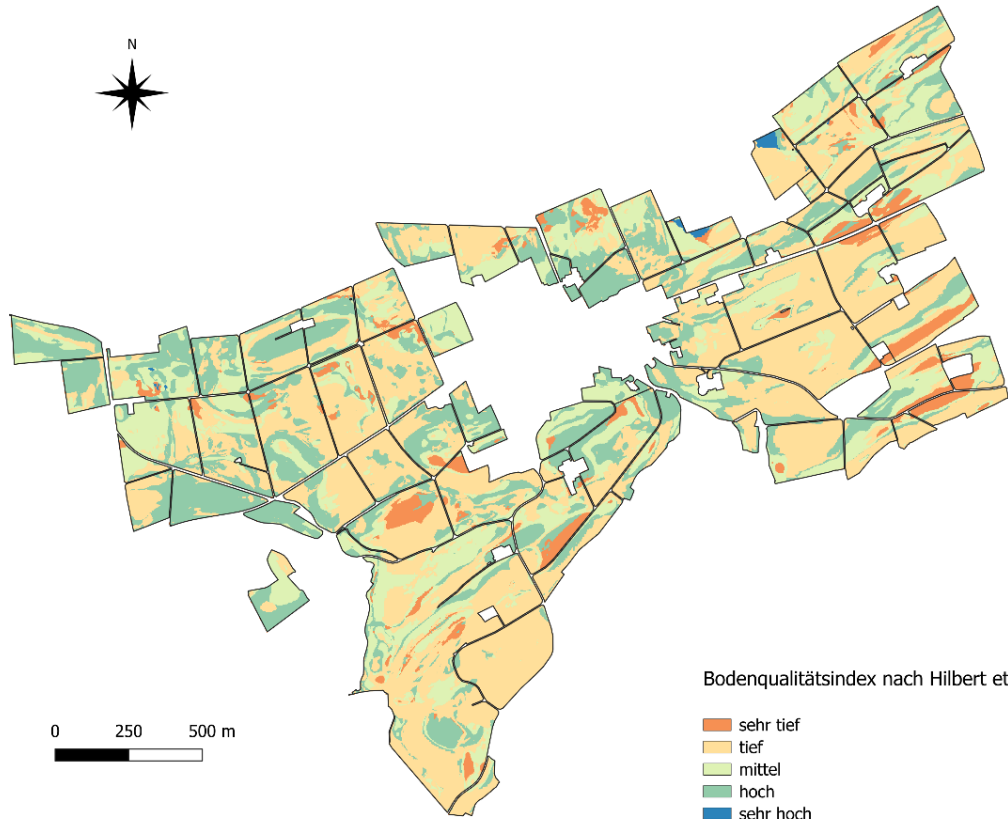 N
0 250 500 m
Bodenqualitätsindex nach Hilbert et
sehr tief
tief
mittel
hoch
sehr hoch